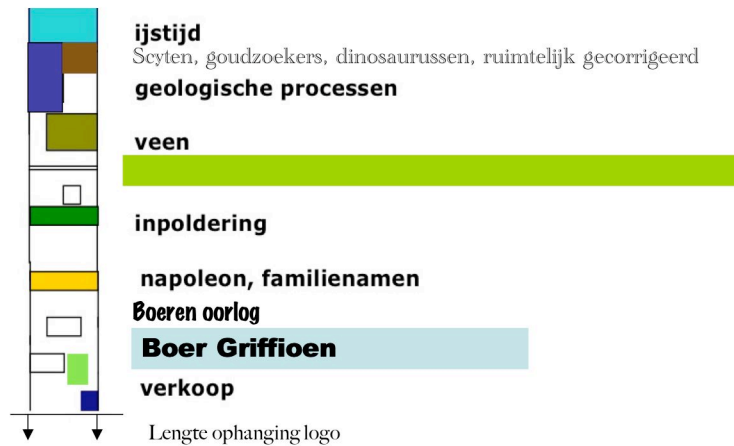 ijstijd
Scyten, goudzoekers, dinosaurussen, ruimtelijk gecorrigeerd
geologische processen
veen
inpoldering
napoleon, familienamen
Boeren oorlog
Boer Griffioen
verkoop
Lengte ophanging logo